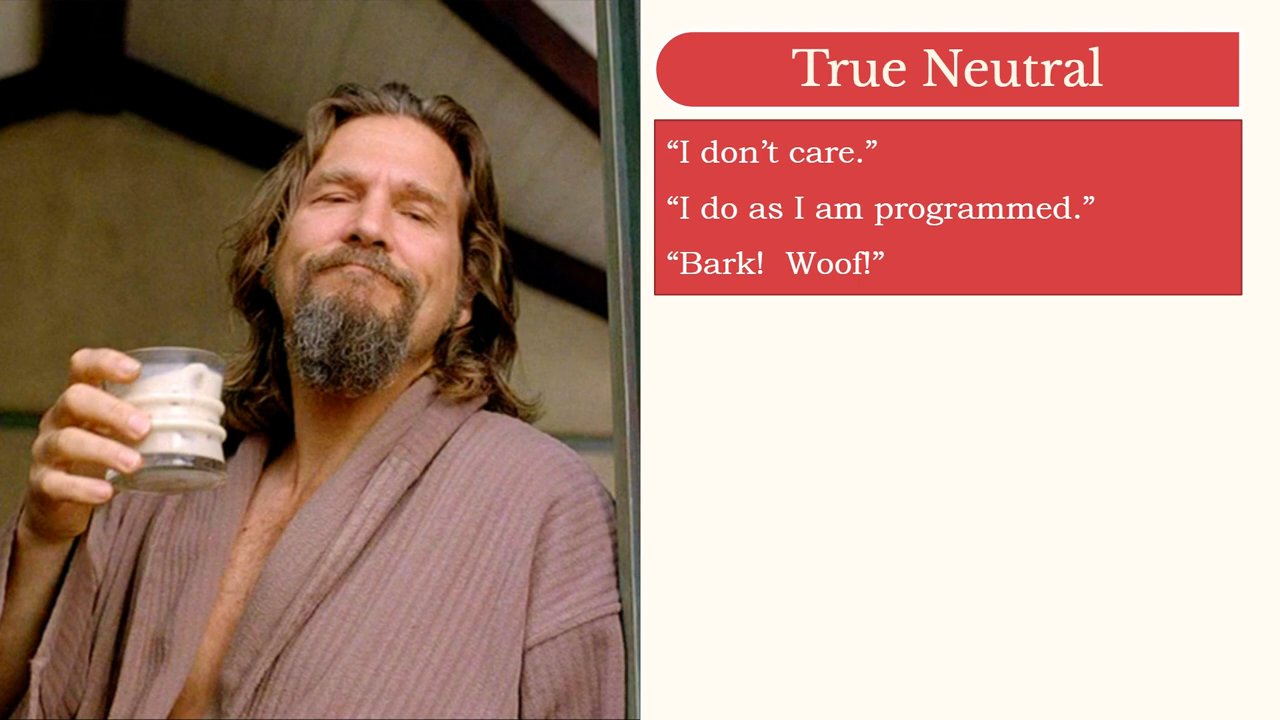 True Neutral
“I don’t care.”
“I do as I am programmed.”
“Bark!  Woof!”